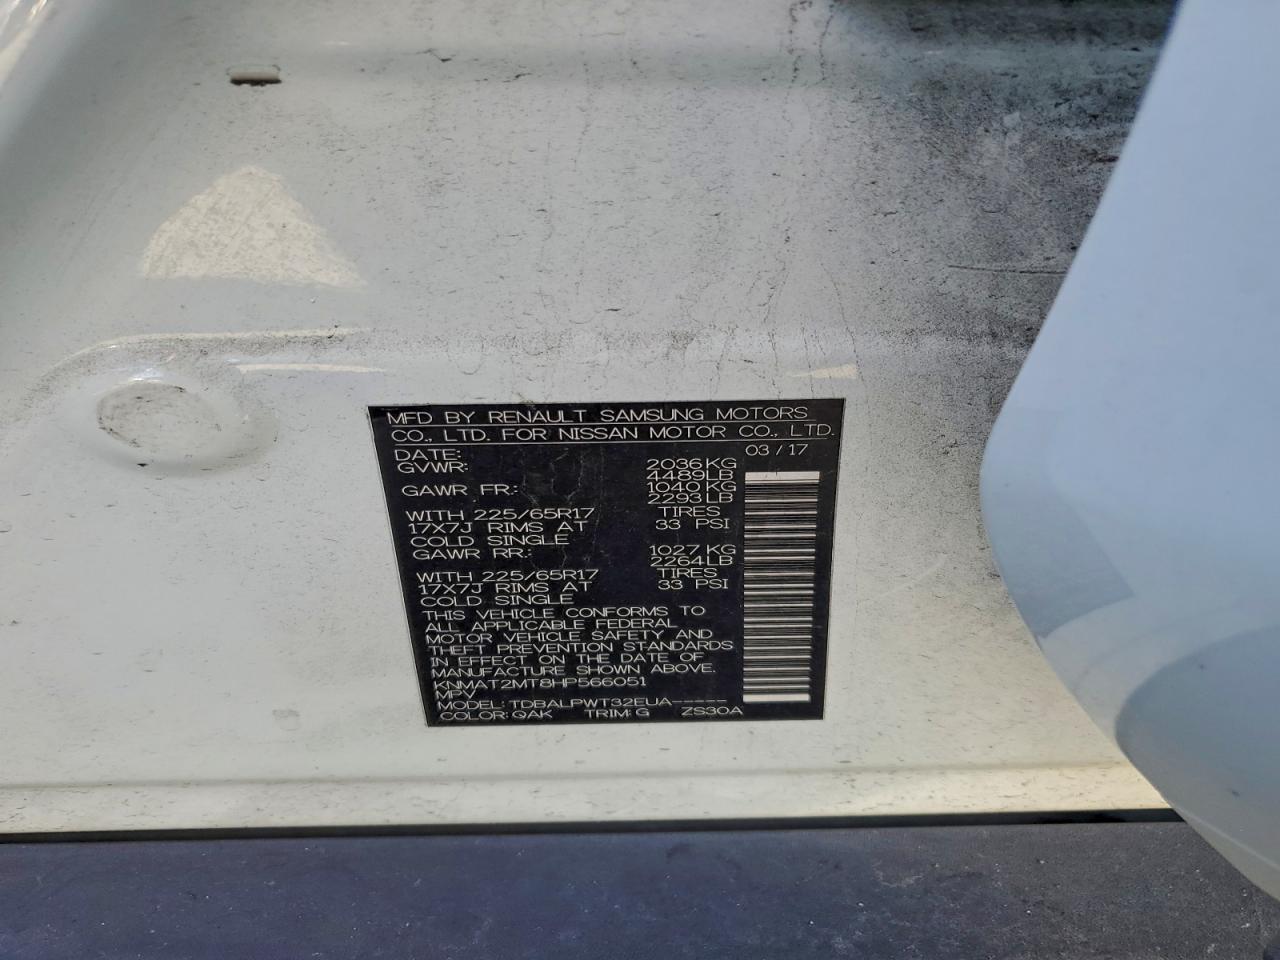 MFD BY RENAULT SAMSUNG MOTORS
CO., LTD. FOR NISSAN MOTOR CO., LTD.
DATE: 03 / 17
GVWR: 2036 KG
4489 LB
GAWR FR.: 1040 KG
2293 LB
WITH 225/65R17 TIRES
17X7J RIMS AT 33 PSI
COLD SINGLE
GAWR RR.: 1027 KG
2264 LB
WITH 225/65R17 TIRES
17X7J RIMS AT 33 PSI
COLD SINGLE
THIS VEHICLE CONFORMS TO
ALL APPLICABLE FEDERAL
MOTOR VEHICLE SAFETY AND
THEFT PREVENTION STANDARDS
IN EFFECT ON THE DATE OF
MANUFACTURE SHOWN ABOVE.
KNMAT2MT8HP566051
MPV
MODEL: TDBALPWT32EUA-----
COLOR: QAK TRIM: G ZS30A